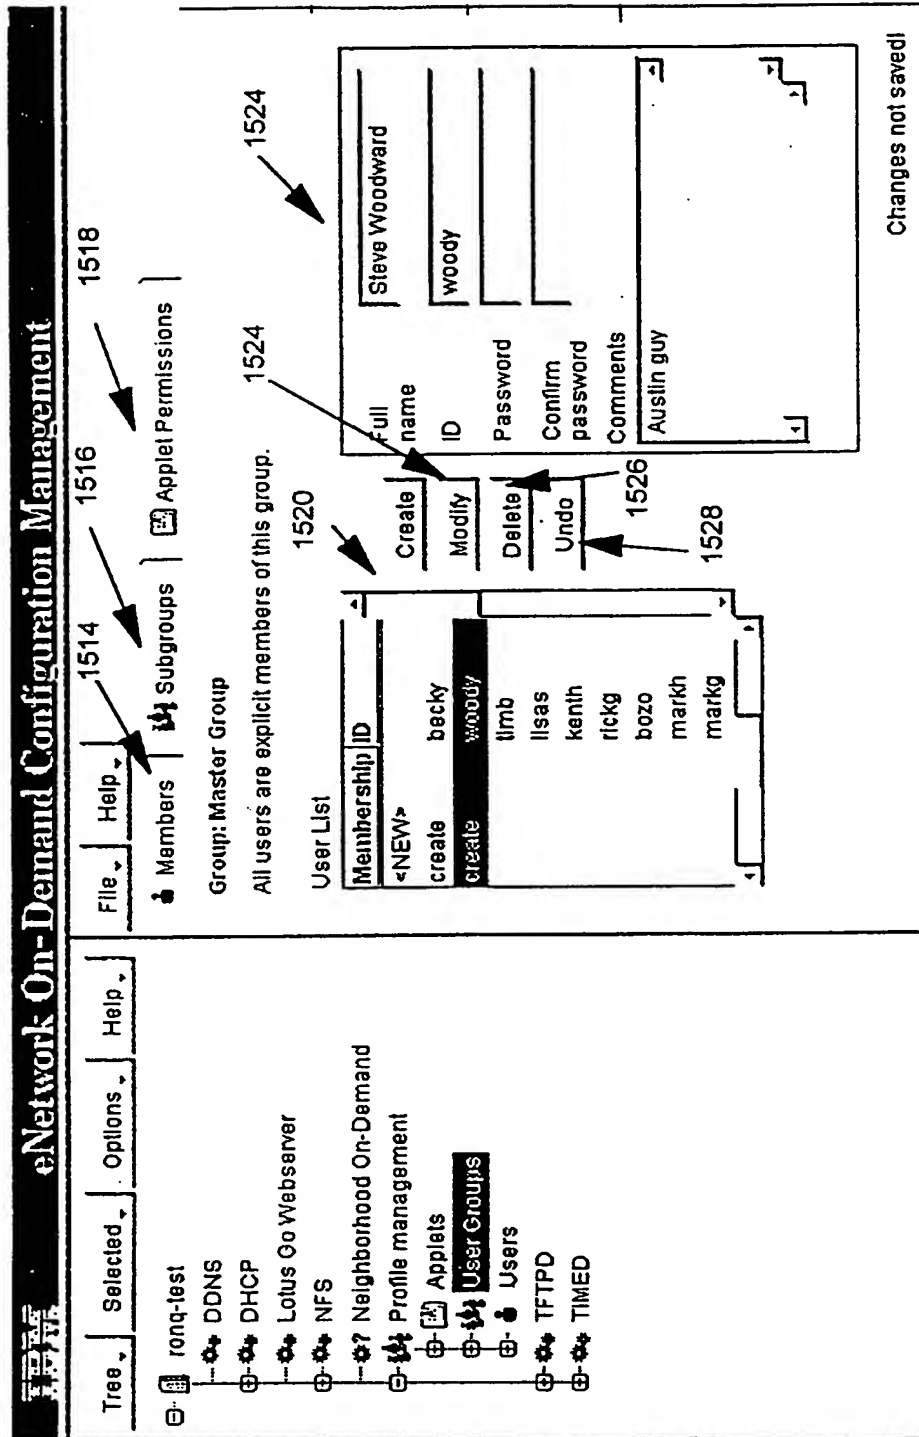 IBM
eNetwork On-Demand Configuration Management
Tree Selected Options Help
ronq-test
DDNS
DHCP
Lotus Go Webserver
NFS
? Neighborhood On-Demand
Profile management
Applets
User Groups
Users
TFTPD
TIMED
File Help
1514
1516
1518
Members Subgroups Applet Permissions
Group: Master Group
All users are explicit members of this group.
1520
1524
1524
User List
Membership ID
<NEW>
create becky
create woody
timb
lisas
kenth
rickg
bozo
markh
markg
Create
Modify
Delete
Undo
1526
1528
Full name
Steve Woodward
ID
woody
Password
Confirm password
Comments
Austin guy
Changes not saved!